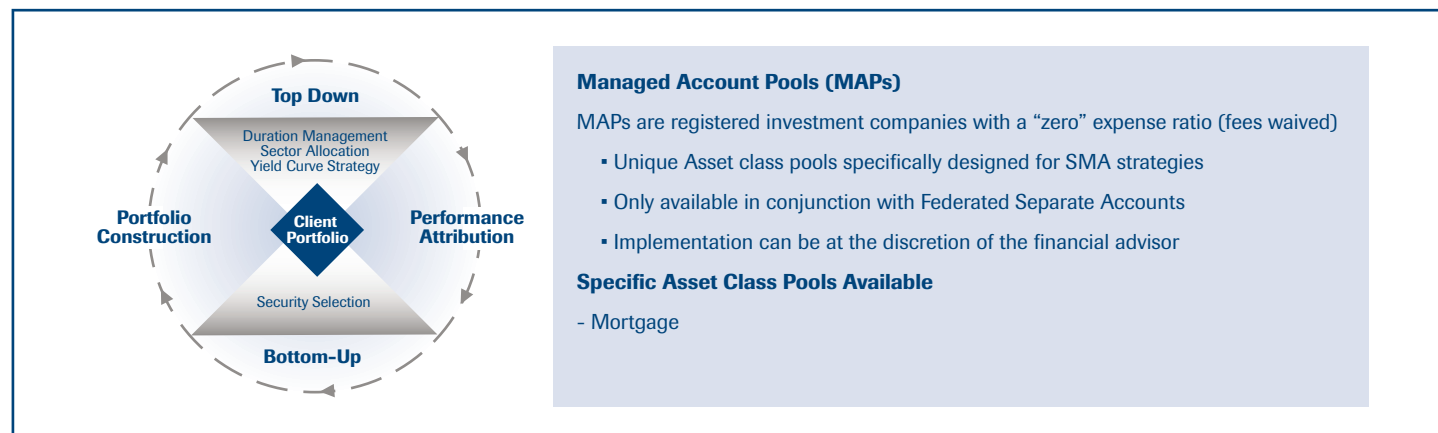 Top Down
Duration Management
Sector Allocation
Yield Curve Strategy
Portfolio
Construction
Client
Portfolio
Performance
Attribution
Security Selection
Bottom-Up
Managed Account Pools (MAPs)
MAPs are registered investment companies with a “zero” expense ratio (fees waived)
▪ Unique Asset class pools specifically designed for SMA strategies
▪ Only available in conjunction with Federated Separate Accounts
▪ Implementation can be at the discretion of the financial advisor
Specific Asset Class Pools Available
- Mortgage